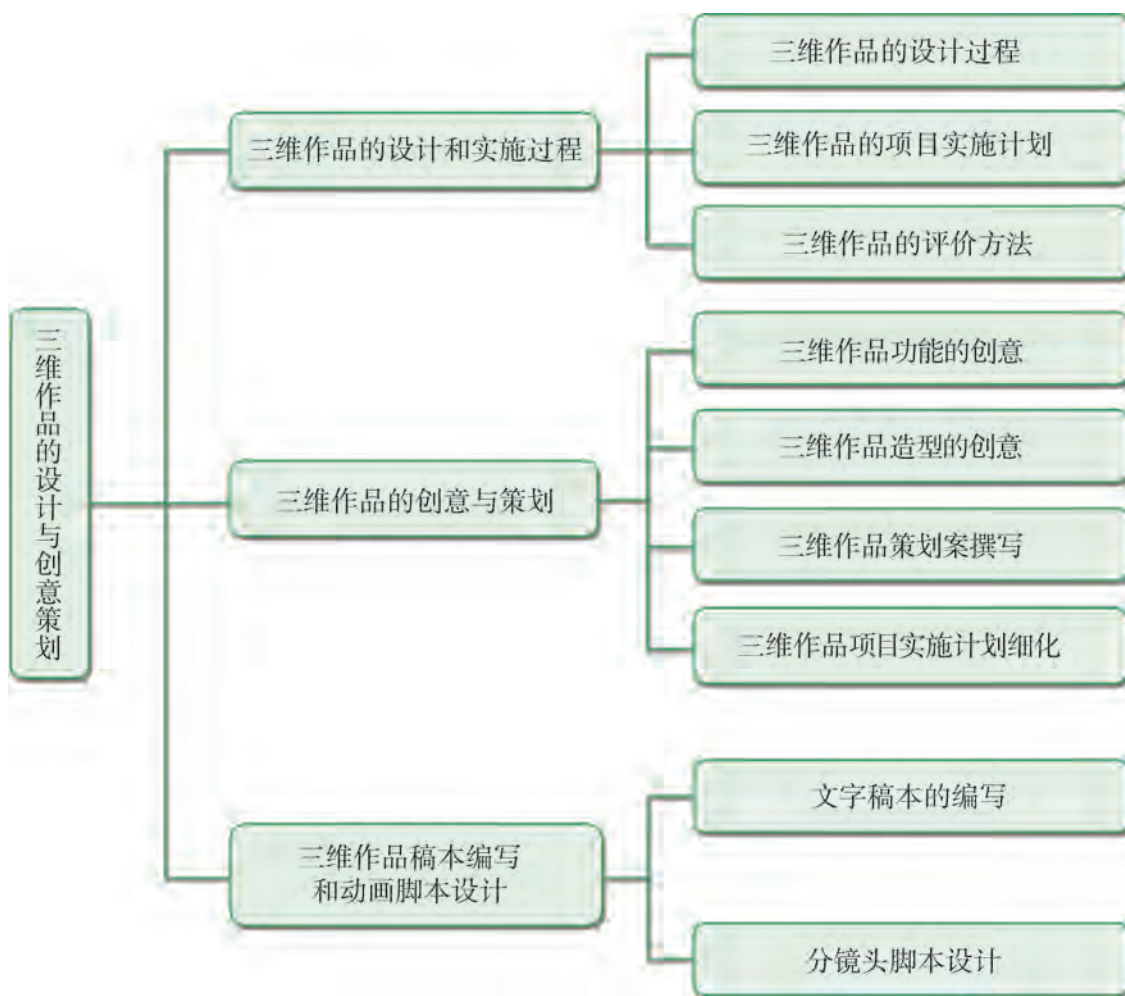 三维作品的设计与创意策划
三维作品的设计和实施过程
三维作品的设计过程
三维作品的项目实施计划
三维作品的评价方法
三维作品的创意与策划
三维作品功能的创意
三维作品造型的创意
三维作品策划案撰写
三维作品项目实施计划细化
三维作品稿本编写
和动画脚本设计
文字稿本的编写
分镜头脚本设计